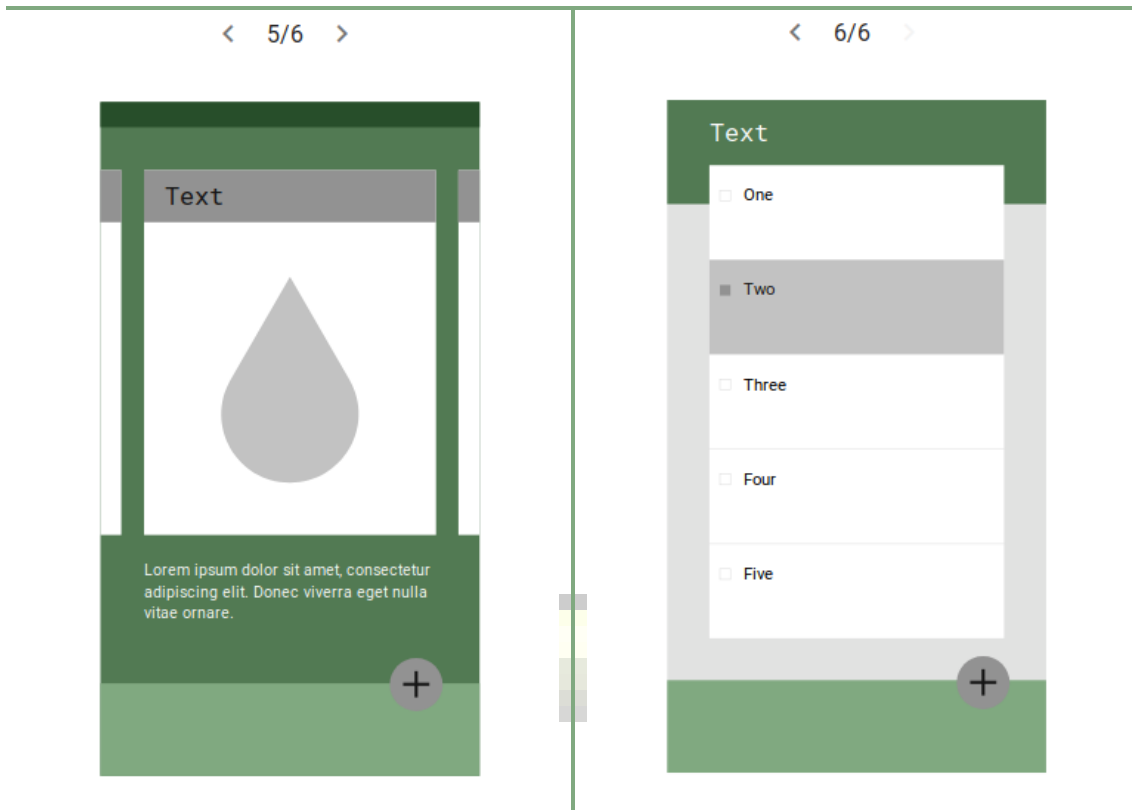 5/6
Text
Lorem ipsum dolor sit amet, consectetur
adipiscing elit. Donec viverra eget nulla
vitae ornare.
6/6
Text
One
Two
Three
Four
Five